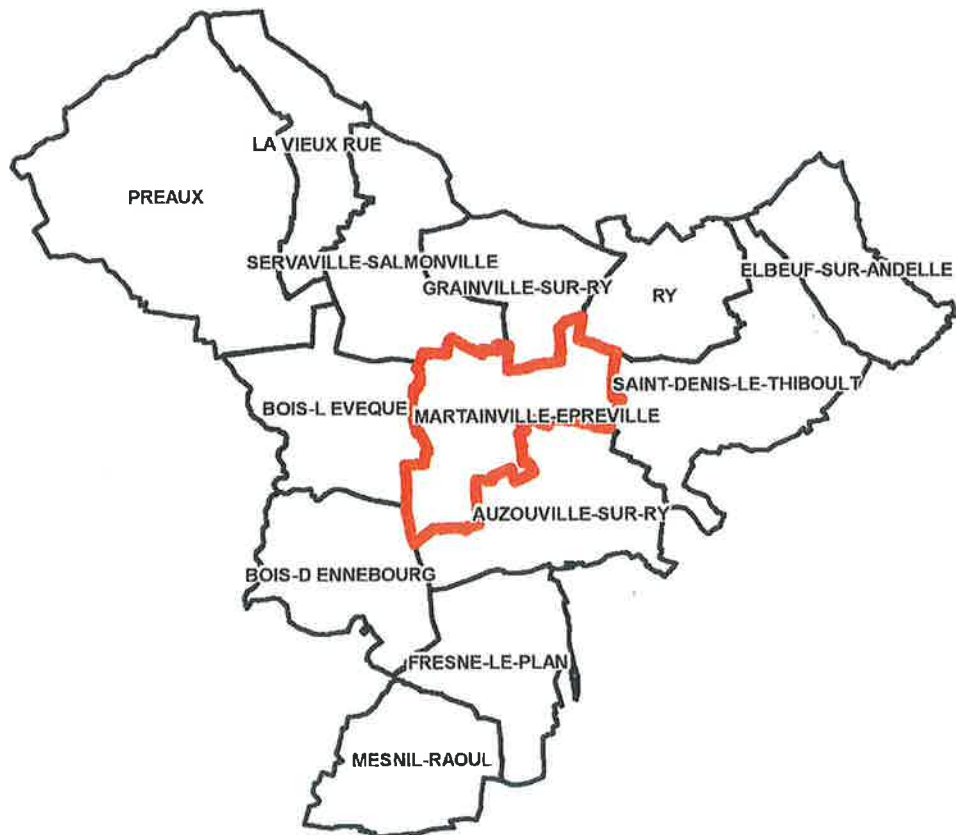 LA VIEUX RUE
PREAUX
SERVAVILLE-SALMONVILLE
ELBEUF-SUR-ANDELLE
GRAINVILLE-SUR-RY
RY
SAINT-DENIS-LE-THIBOULT
BOIS-L EVEQUE
MARTAINVILLE-EPREVILLE
AUZOUVILLE-SUR-RY
BOIS-D ENNEBOURG
FRESNE-LE-PLAN
MESNIL-RAOUL